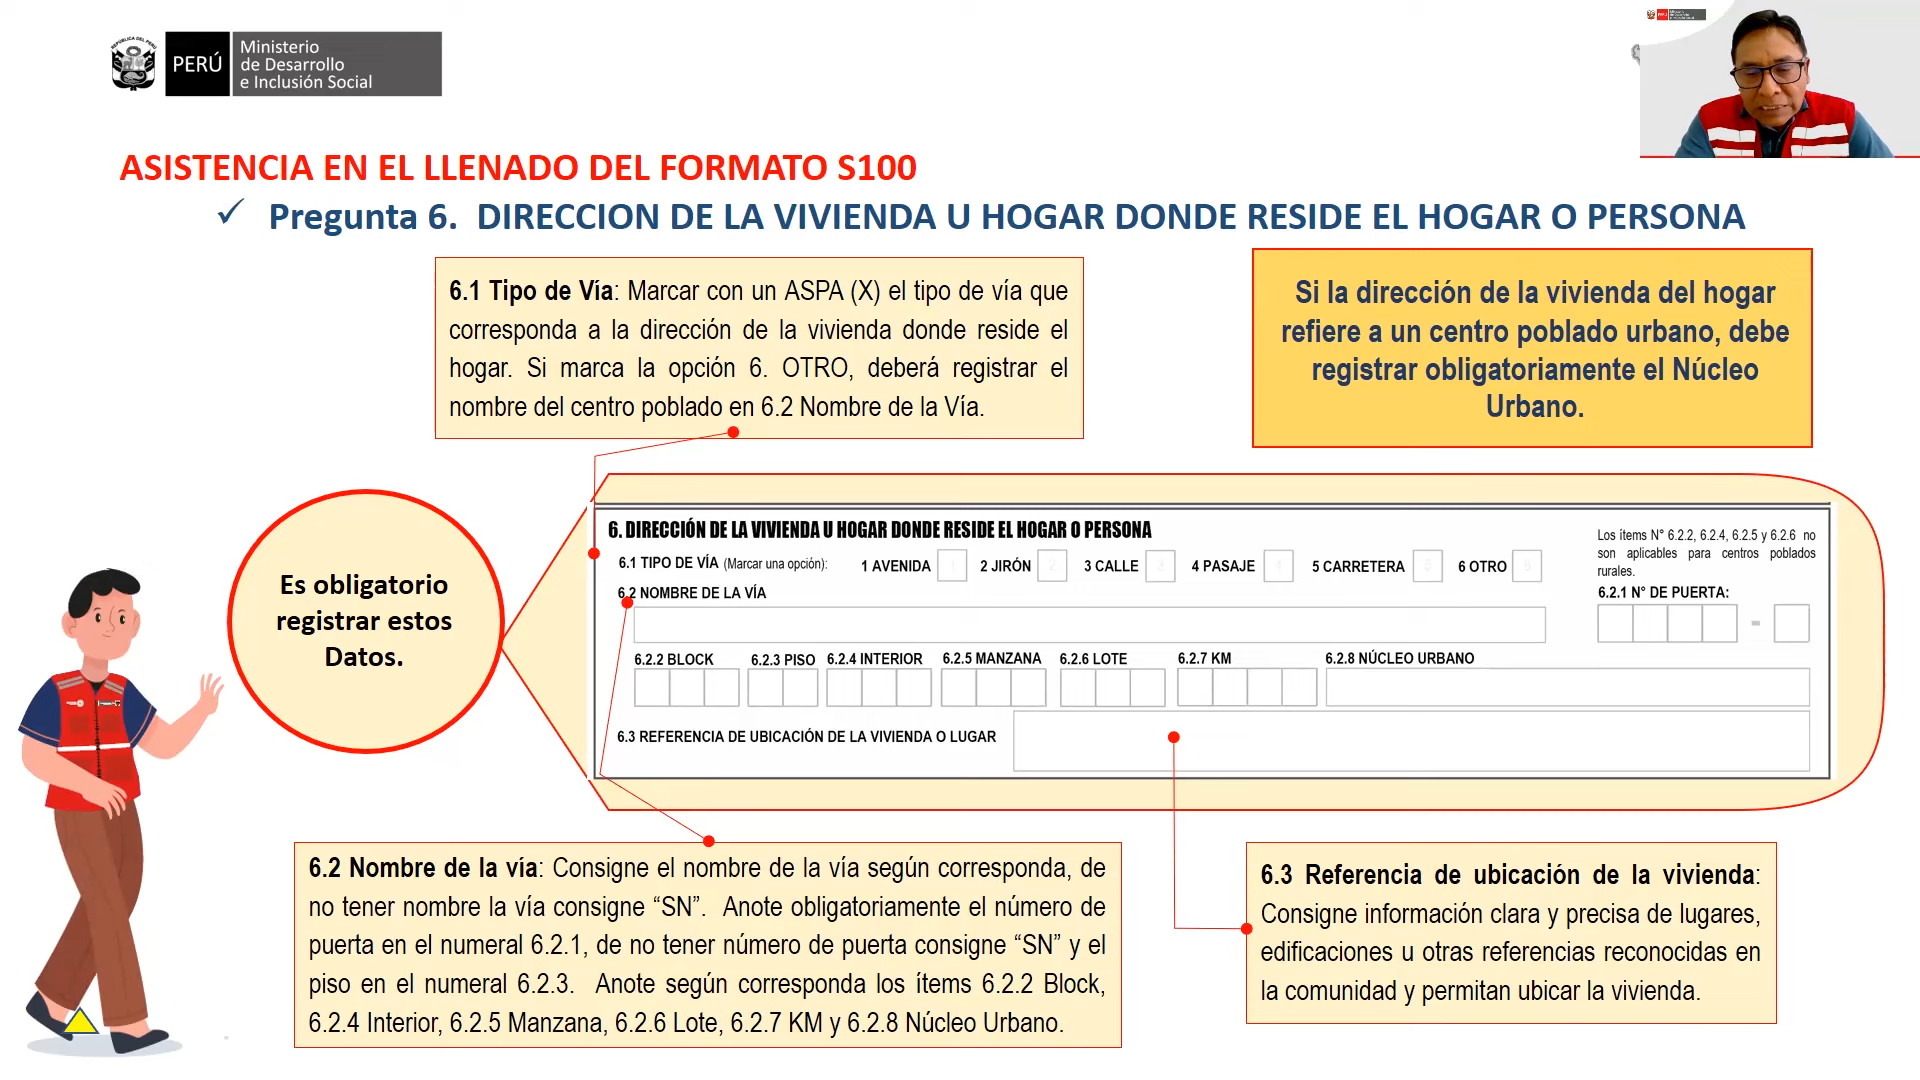 PERÚ
Ministerio
de Desarrollo
e Inclusión Social
ASISTENCIA EN EL LLENADO DEL FORMATO S100
✓ Pregunta 6. DIRECCION DE LA VIVIENDA U HOGAR DONDE RESIDE EL HOGAR O PERSONA
6.1 Tipo de Vía: Marcar con un ASPA (X) el tipo de vía que
corresponda a la dirección de la vivienda donde reside el
hogar. Si marca la opción 6. OTRO, deberá registrar el
nombre del centro poblado en 6.2 Nombre de la Vía.
Si la dirección de la vivienda del hogar
refiere a un centro poblado urbano, debe
registrar obligatoriamente el Núcleo
Urbano.
Es obligatorio
registrar estos
Datos.
6. DIRECCIÓN DE LA VIVIENDA U HOGAR DONDE RESIDE EL HOGAR O PERSONA
6.1 TIPO DE VÍA (Marcar una opción): 1 AVENIDA 1 2 JIRÓN 2 3 CALLE 3 4 PASAJE 4 5 CARRETERA 5 6 OTRO 6
Los ítems N° 6.2.2, 6.2.4, 6.2.5 y 6.2.6 no
son aplicables para centros poblados
rurales.
6.2 NOMBRE DE LA VÍA
6.2.1 N° DE PUERTA:
-
6.2.2 BLOCK 6.2.3 PISO 6.2.4 INTERIOR 6.2.5 MANZANA 6.2.6 LOTE 6.2.7 KM 6.2.8 NÚCLEO URBANO
6.3 REFERENCIA DE UBICACIÓN DE LA VIVIENDA O LUGAR
6.2 Nombre de la vía: Consigne el nombre de la vía según corresponda, de
no tener nombre la vía consigne “SN”. Anote obligatoriamente el número de
puerta en el numeral 6.2.1, de no tener número de puerta consigne “SN” y el
piso en el numeral 6.2.3. Anote según corresponda los ítems 6.2.2 Block,
6.2.4 Interior, 6.2.5 Manzana, 6.2.6 Lote, 6.2.7 KM y 6.2.8 Núcleo Urbano.
6.3 Referencia de ubicación de la vivienda:
Consigne información clara y precisa de lugares,
edificaciones u otras referencias reconocidas en
la comunidad y permitan ubicar la vivienda.